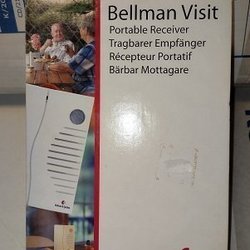 Bellman Visit
Portable Receiver
Tragbarer Empfänger
Récepteur Portatif
Bärbar Mottagare